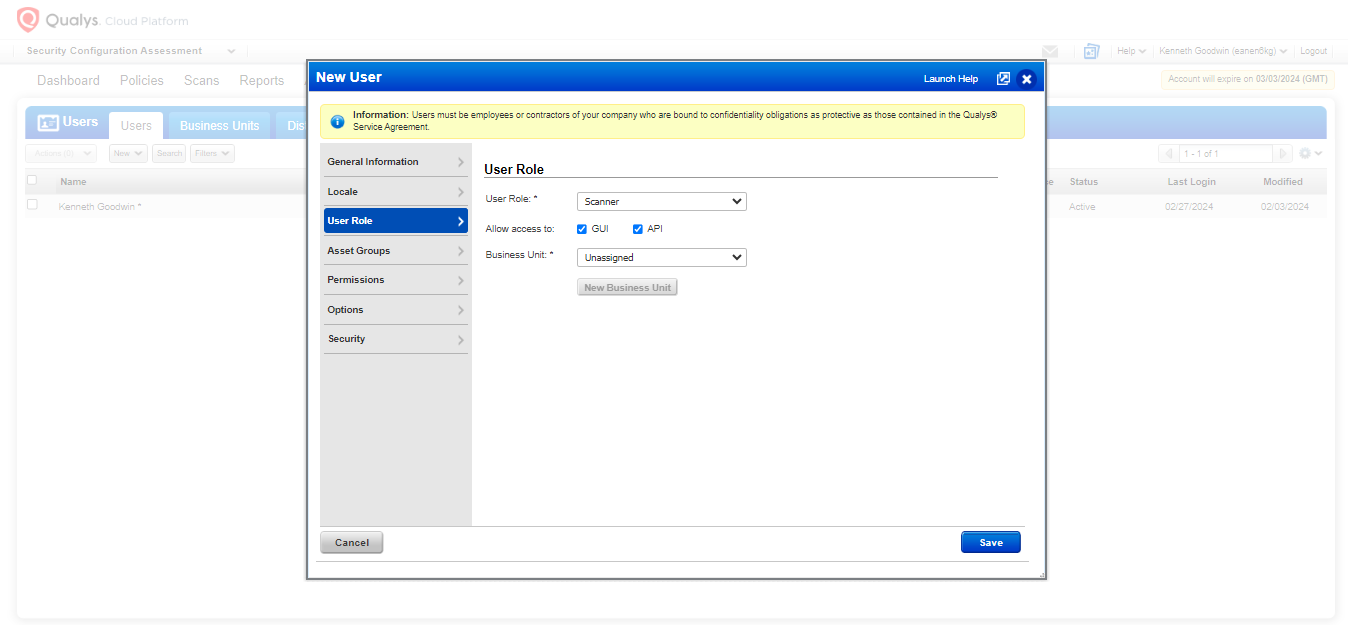 Qualys. Cloud Platform
Security Configuration Assessment
Help
Kenneth Goodwin (eanen6kg)
Logout
Dashboard
Policies
Scans
Reports
Account will expire on 03/03/2024 (GMT)
Users
Users
Business Units
Dis
Actions (0)
New
Search
Filters
1 - 1 of 1
Name
Status
Last Login
Modified
Kenneth Goodwin *
Active
02/27/2024
02/03/2024
New User
Launch Help
Information: Users must be employees or contractors of your company who are bound to confidentiality obligations as protective as those contained in the Qualys®
Service Agreement.
General Information
Locale
User Role
Asset Groups
Permissions
Options
Security
User Role
User Role: *
Scanner
Allow access to:
GUI
API
Business Unit: *
Unassigned
New Business Unit
Cancel
Save